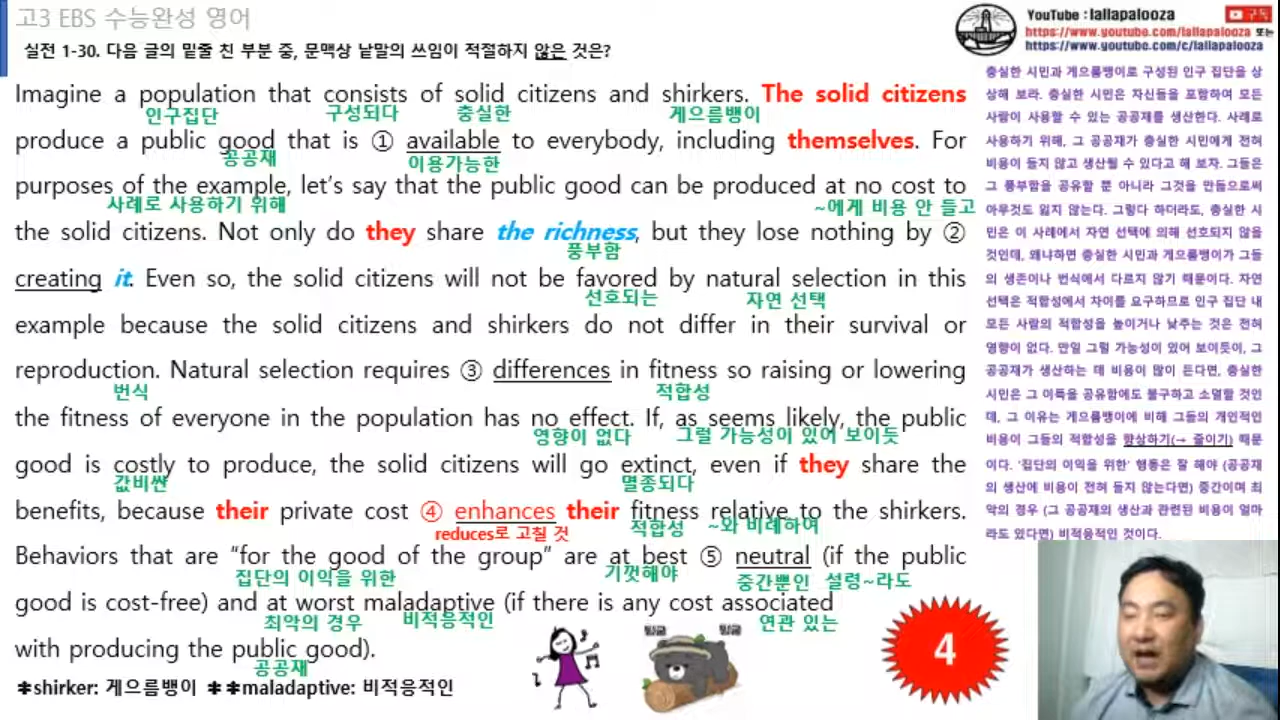 고3 EBS 수능완성 영어
YouTube : lallapalooza
구독
https://www.youtube.com/lallapalooza 또는
https://www.youtube.com/c/lallapalooza
실전 1-30. 다음 글의 밑줄 친 부분 중, 문맥상 낱말의 쓰임이 적절하지 않은 것은?
Imagine a population that consists of solid citizens and shirkers. The solid citizens
인구집단 구성되다 충실한 게으름뱅이
produce a public good that is ① available to everybody, including themselves. For
공공재 이용가능한
purposes of the example, let's say that the public good can be produced at no cost to
사례로 사용하기 위해 ~에게 비용 안 들고
the solid citizens. Not only do they share the richness, but they lose nothing by ②
풍부함
creating it. Even so, the solid citizens will not be favored by natural selection in this
선호되는 자연 선택
example because the solid citizens and shirkers do not differ in their survival or
reproduction. Natural selection requires ③ differences in fitness so raising or lowering
번식 적합성
the fitness of everyone in the population has no effect. If, as seems likely, the public
영향이 없다 그럴 가능성이 있어 보이듯
good is costly to produce, the solid citizens will go extinct, even if they share the
값비싼 멸종되다
benefits, because their private cost ④ enhances their fitness relative to the shirkers.
reduces로 고칠 것 적합성 ~와 비례하여
Behaviors that are “for the good of the group” are at best ⑤ neutral (if the public
집단의 이익을 위한 기껏해야 중간뿐인 설령~라도
good is cost-free) and at worst maladaptive (if there is any cost associated
최악의 경우 비적응적인 연관 있는
with producing the public good).
공공재
✱shirker: 게으름뱅이 ✱✱maladaptive: 비적응적인
충실한 시민과 게으름뱅이로 구성된 인구 집단을 상
상해 보라. 충실한 시민은 자신들을 포함하여 모든
사람이 사용할 수 있는 공공재를 생산한다. 사례로
사용하기 위해, 그 공공재가 충실한 시민에게 전혀
비용이 들지 않고 생산될 수 있다고 해 보자. 그들은
그 풍부함을 공유할 뿐 아니라 그것을 만듦으로써
아무것도 잃지 않는다. 그렇다 하더라도, 충실한 시
민은 이 사례에서 자연 선택에 의해 선호되지 않을
것인데, 왜냐하면 충실한 시민과 게으름뱅이가 그들
의 생존이나 번식에서 다르지 않기 때문이다. 자연
선택은 적합성에서 차이를 요구하므로 인구 집단 내
모든 사람의 적합성을 높이거나 낮추는 것은 전혀
영향이 없다. 만일 그럴 가능성이 있어 보이듯이, 그
공공재가 생산하는 데 비용이 많이 든다면, 충실한
시민은 그 이득을 공유함에도 불구하고 소멸할 것인
데, 그 이유는 게으름뱅이에 비해 그들의 개인적인
비용이 그들의 적합성을 향상하기(→ 줄이기) 때문
이다. '집단의 이익을 위한' 행동은 잘 해야 (공공재
의 생산에 비용이 전혀 들지 않는다면) 중간이며 최
악의 경우 (그 공공재의 생산과 관련된 비용이 얼마
라도 있다면) 비적응적인 것이다.
빙글 빙글
4